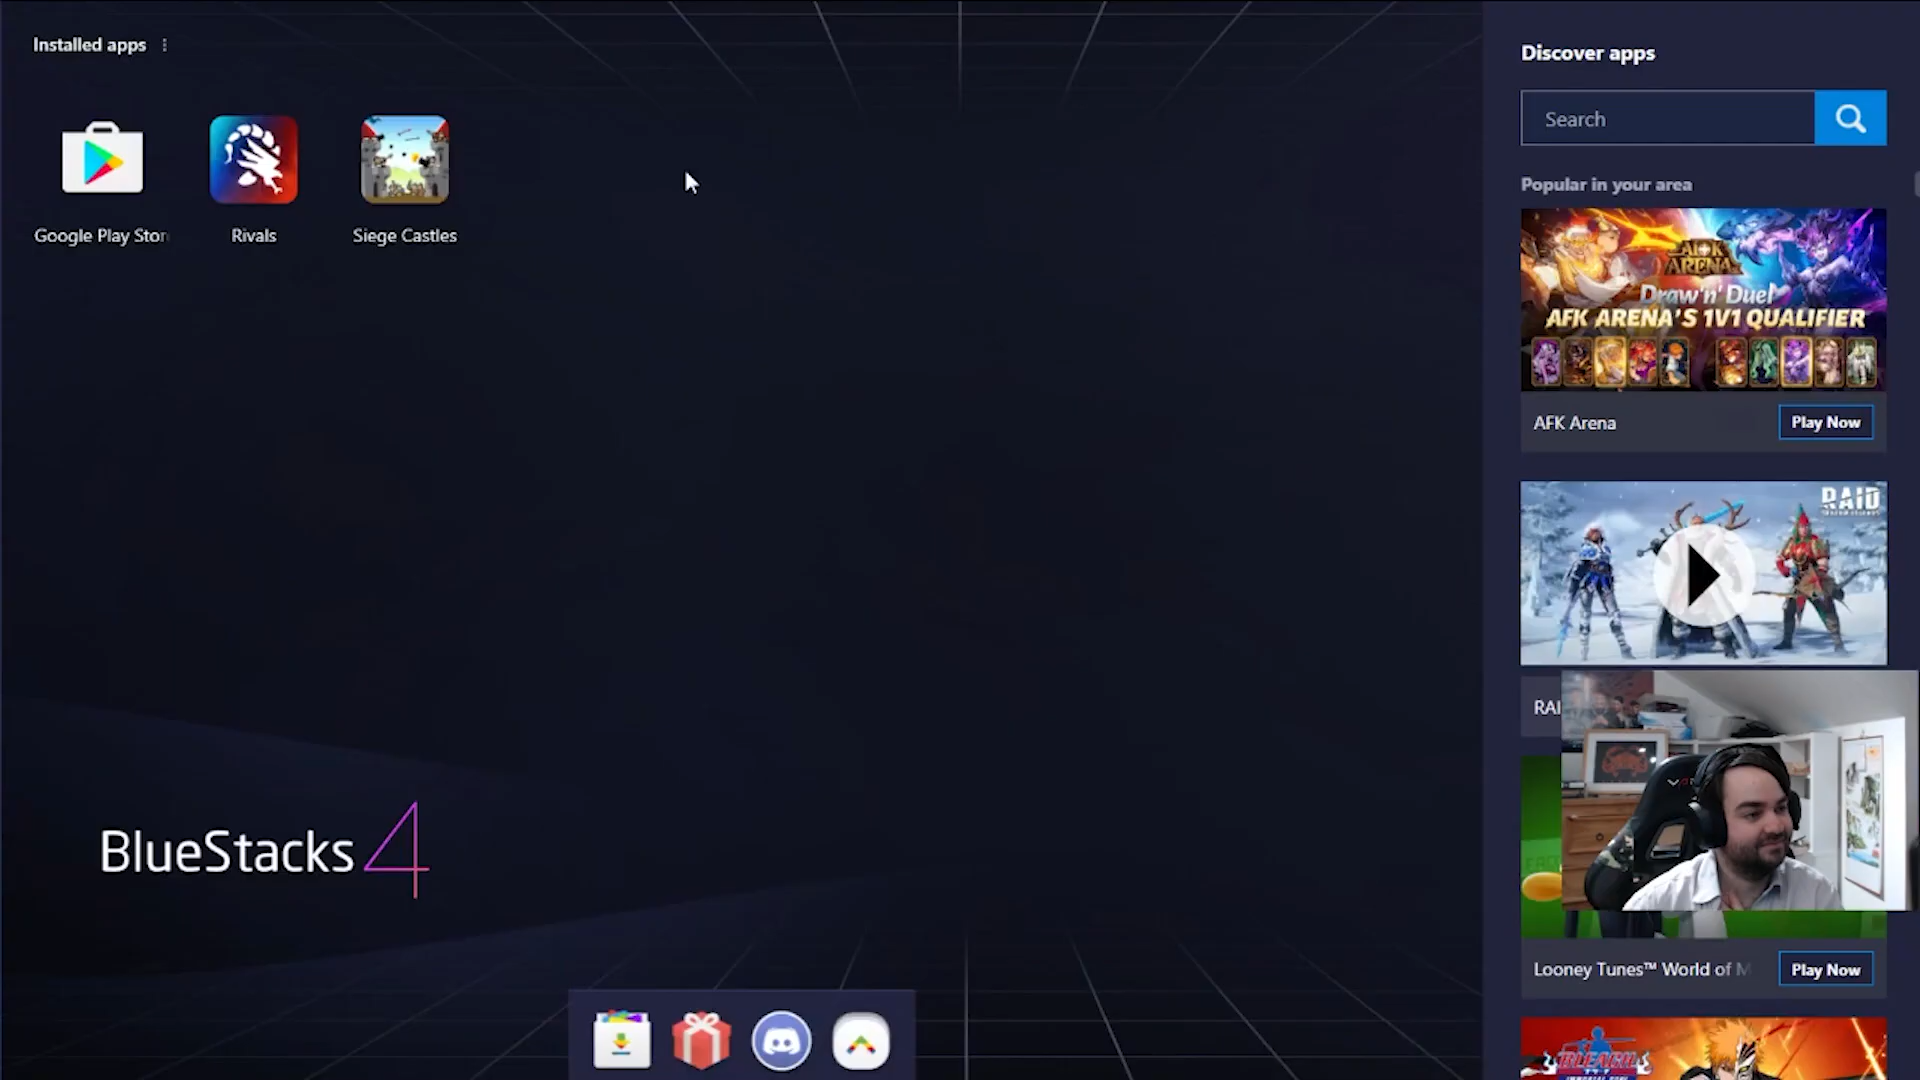 Installed apps
Discover apps
Search
Popular in your area
Google Play Stor
Rivals
Siege Castles
AFK
ARENA
Draw 'n' Duel
AFK ARENA'S 1V1 QUALIFIER
AFK Arena
Play Now
RAID
RAI
BlueStacks 4
Looney Tunes™ World of M
Play Now
BLEACH